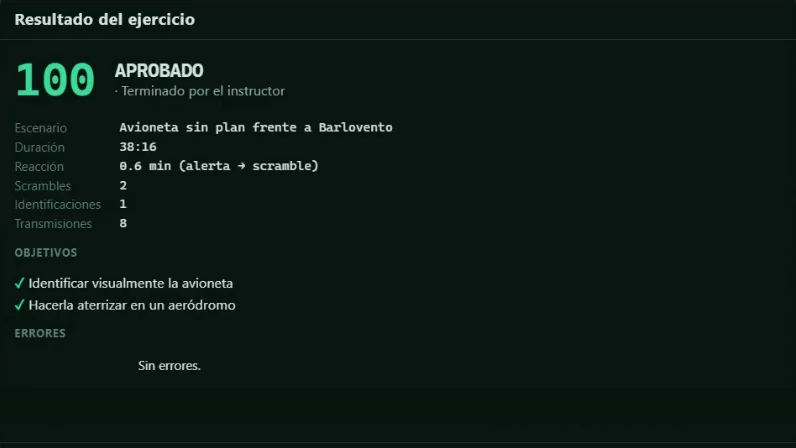 Resultado del ejercicio
100
APROBADO
· Terminado por el instructor
Escenario Avioneta sin plan frente a Barlovento
Duración 38:16
Reacción 0.6 min (alerta → scramble)
Scrambles 2
Identificaciones 1
Transmisiones 8
OBJETIVOS
✓ Identificar visualmente la avioneta
✓ Hacerla aterrizar en un aeródromo
ERRORES
Sin errores.